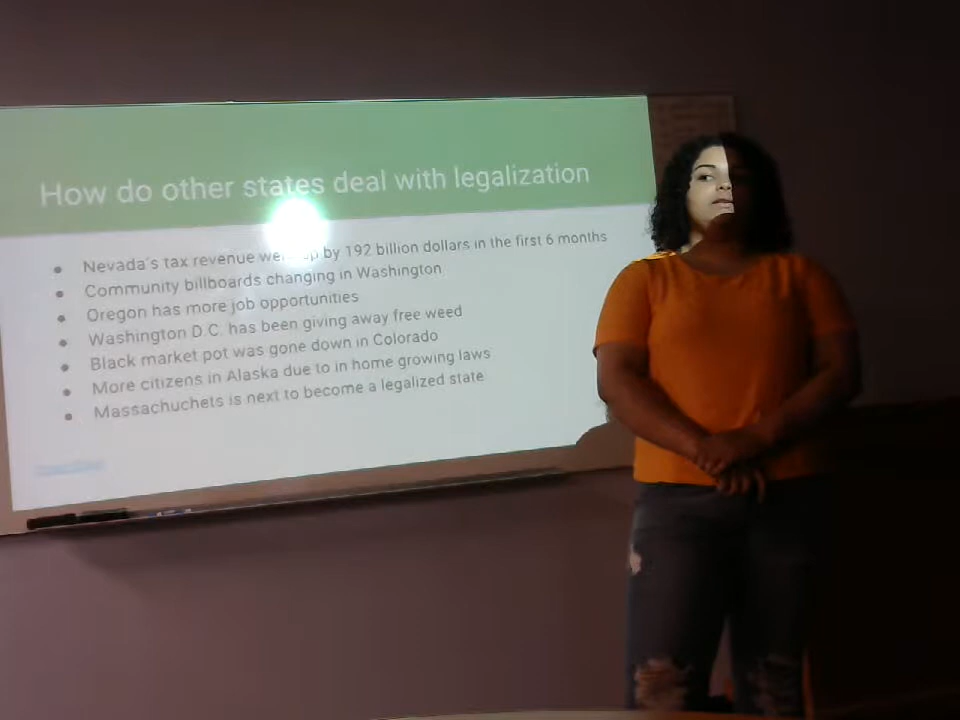 How do other states deal with legalization
Nevada's tax revenue went up by 192 billion dollars in the first 6 months
Community billboards changing in Washington
Oregon has more job opportunities
Washington D.C. has been giving away free weed
Black market pot was gone down in Colorado
More citizens in Alaska due to in home growing laws
Massachuchets is next to become a legalized state